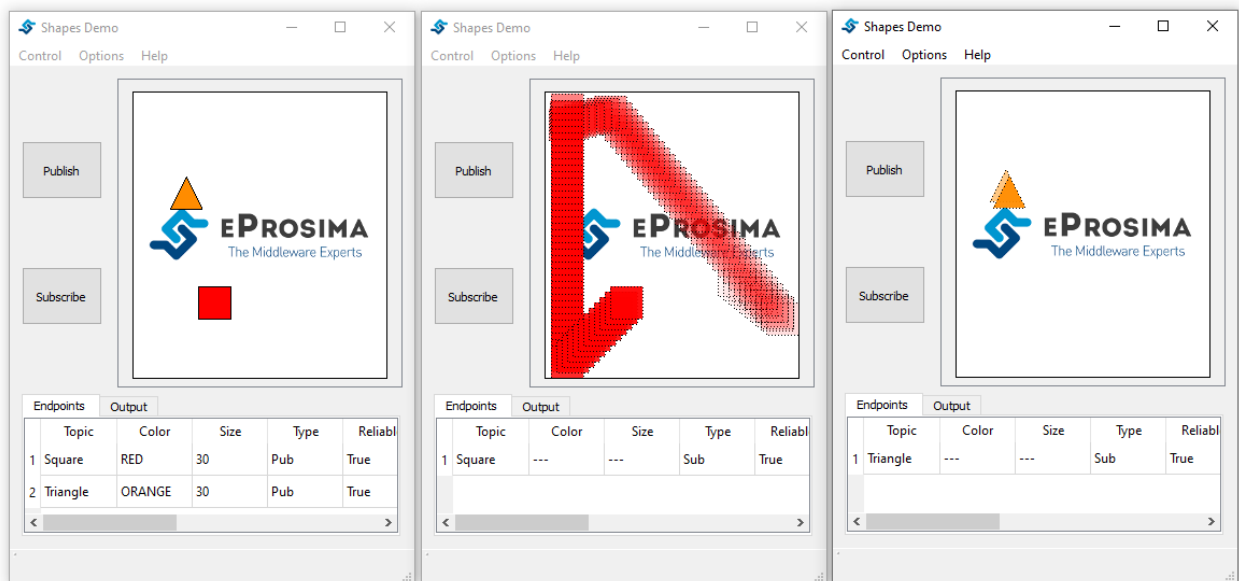 Shapes Demo
Control Options Help
Publish
Subscribe
EPROSIMA
The Middleware Experts
Endpoints Output
Topic Color Size Type Reliabl
1 Square RED 30 Pub True
2 Triangle ORANGE 30 Pub True
Shapes Demo
Control Options Help
Publish
Subscribe
EPROSIMA
The Middleware Experts
Endpoints Output
Topic Color Size Type Reliabl
1 Square --- --- Sub True
Shapes Demo
Control Options Help
Publish
Subscribe
EPROSIMA
The Middleware Experts
Endpoints Output
Topic Color Size Type Reliabl
1 Triangle --- --- Sub True